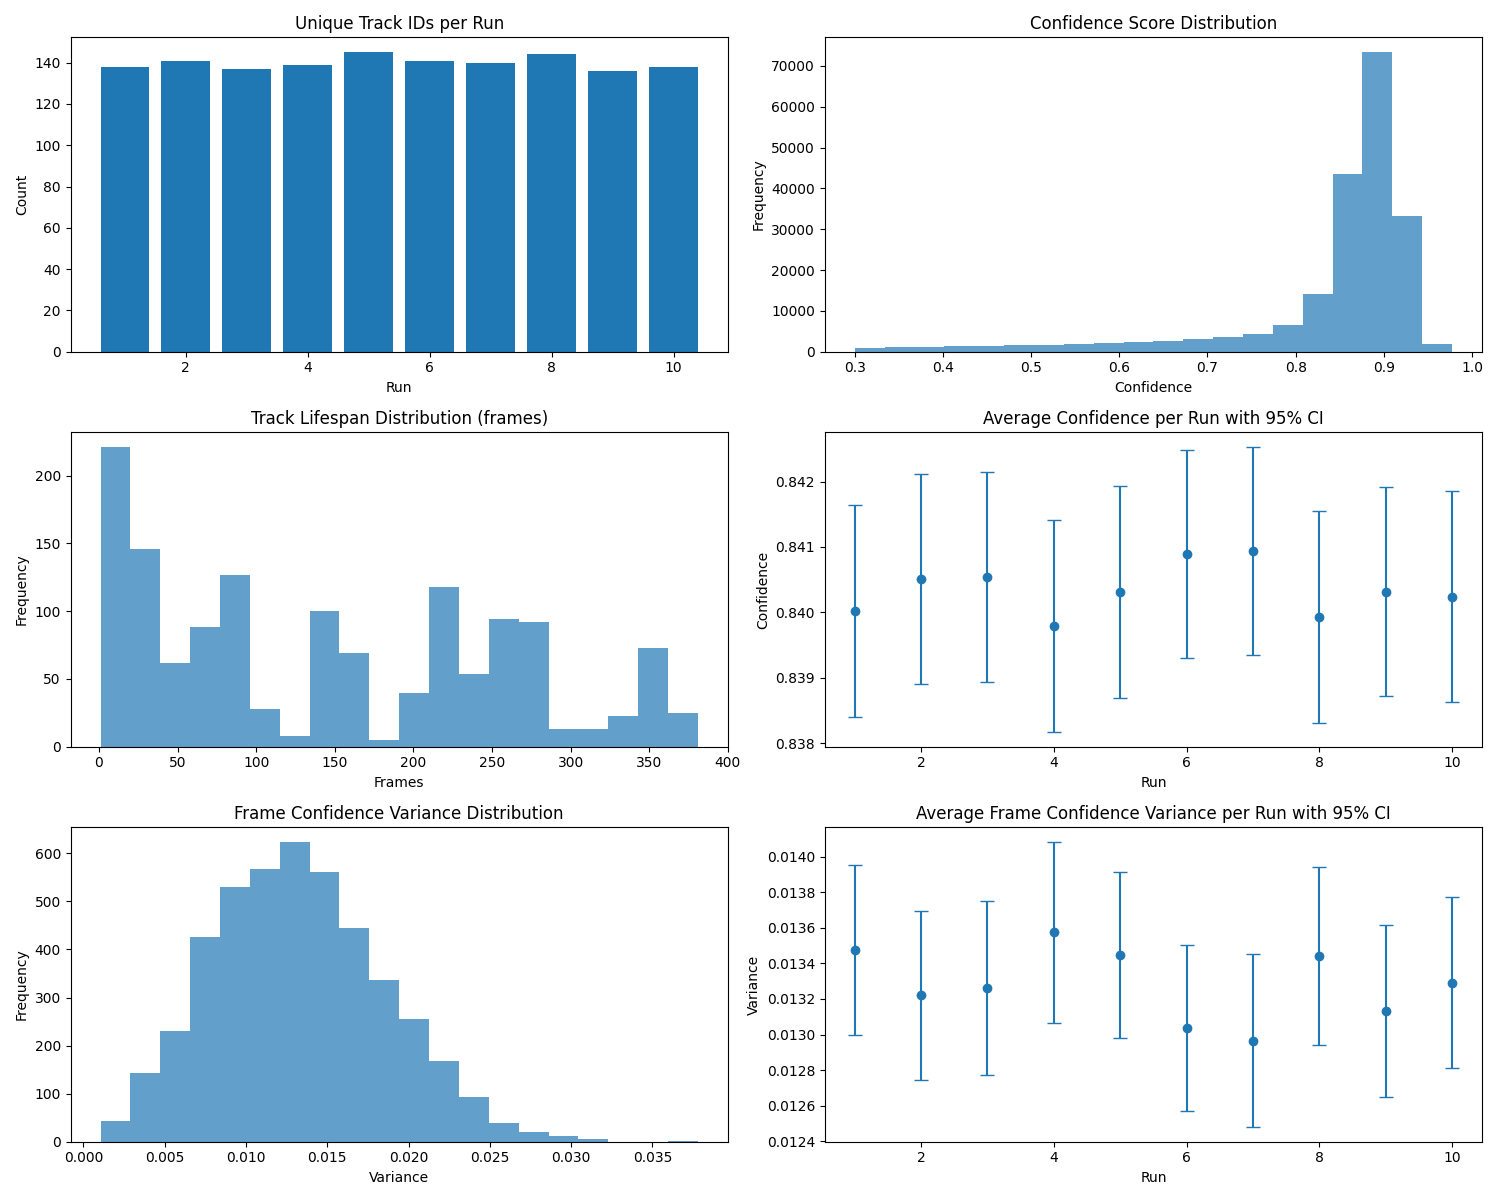 Unique Track IDs per Run
Count
0
20
40
60
80
100
120
140
2 4 6 8 10
Run
Confidence Score Distribution
Frequency
0
10000
20000
30000
40000
50000
60000
70000
0.3 0.4 0.5 0.6 0.7 0.8 0.9 1.0
Confidence
Track Lifespan Distribution (frames)
Frequency
0
50
100
150
200
0 50 100 150 200 250 300 350 400
Frames
Average Confidence per Run with 95% CI
Confidence
0.838
0.839
0.840
0.841
0.842
2 4 6 8 10
Run
Frame Confidence Variance Distribution
Frequency
0
100
200
300
400
500
600
0.000 0.005 0.010 0.015 0.020 0.025 0.030 0.035
Variance
Average Frame Confidence Variance per Run with 95% CI
Variance
0.0124
0.0126
0.0128
0.0130
0.0132
0.0134
0.0136
0.0138
0.0140
2 4 6 8 10
Run